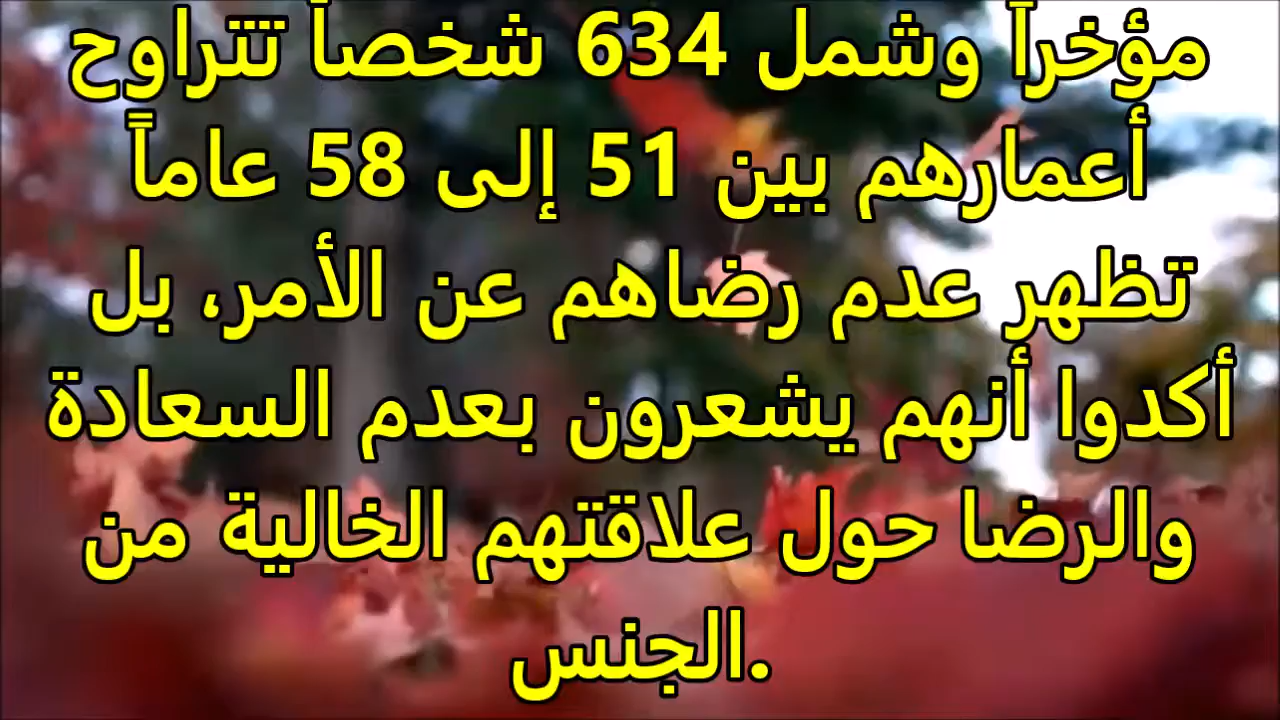 مؤخراً وشمل 634 شخصاً تتراوح
أعمارهم بين 51 إلى 58 عاماً
تظهر عدم رضاهم عن الأمر، بل
أكدوا أنهم يشعرون بعدم السعادة
والرضا حول علاقتهم الخالية من
.الجنس